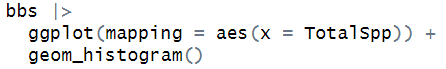 bbs |>
  ggplot(mapping = aes(x = TotalSpp)) +
  geom_histogram()